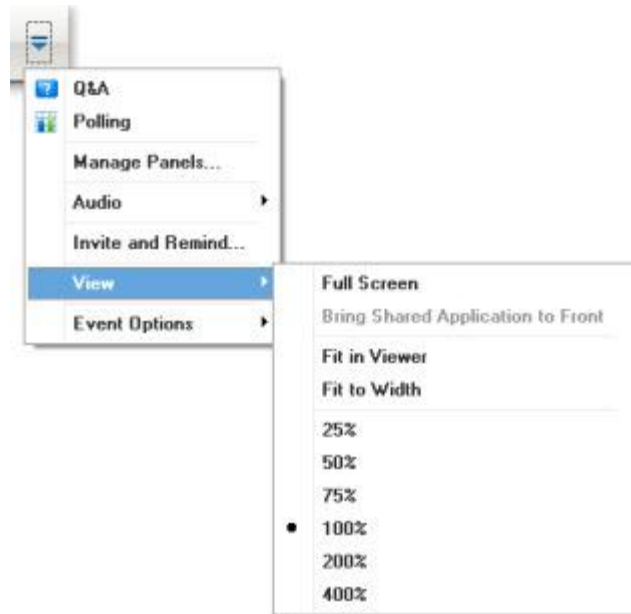 Q&A
Polling
Manage Panels...
Audio
Invite and Remind...
View
Event Options
Full Screen
Bring Shared Application to Front
Fit in Viewer
Fit to Width
25%
50%
75%
100%
200%
400%